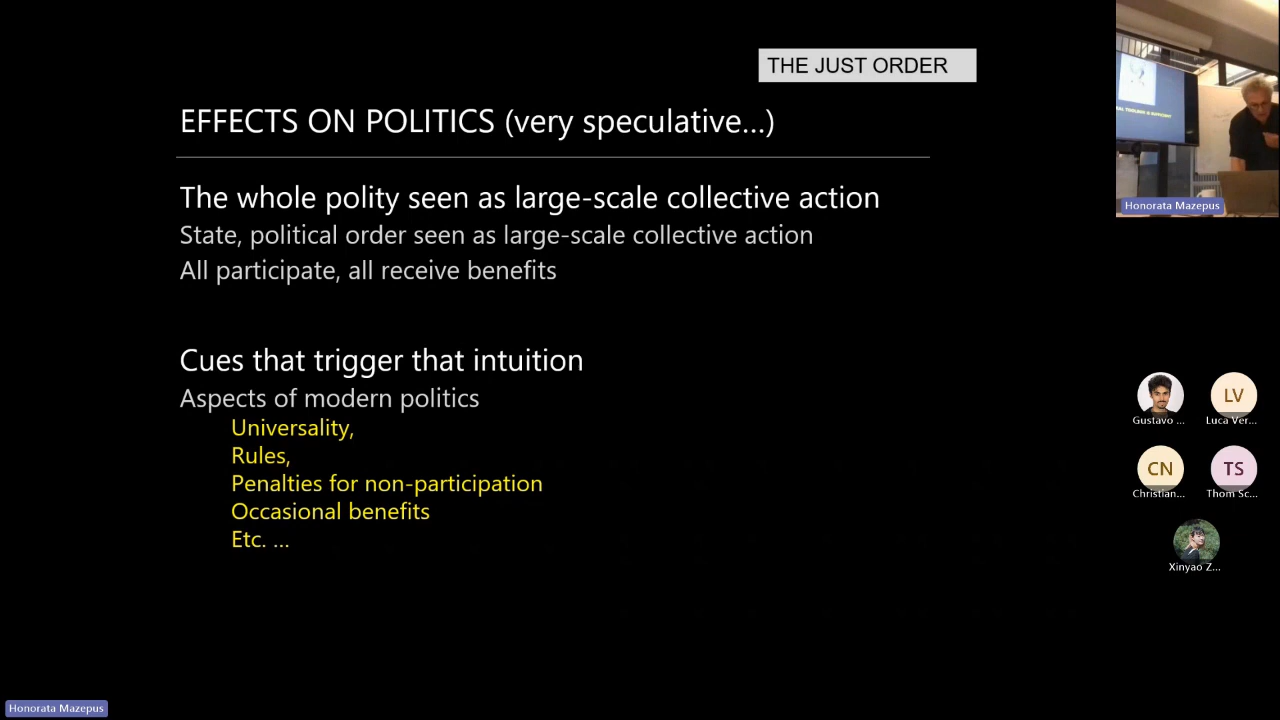 THE JUST ORDER
EFFECTS ON POLITICS (very speculative...)
The whole polity seen as large-scale collective action
State, political order seen as large-scale collective action
All participate, all receive benefits
Cues that trigger that intuition
Aspects of modern politics
Universality,
Rules,
Penalties for non-participation
Occasional benefits
Etc. ...
Honorata Mazepus
Gustavo ...
LV
Luca Ver...
CN
Christian...
TS
Thom Sc...
Xinyao Z...
Honorata Mazepus